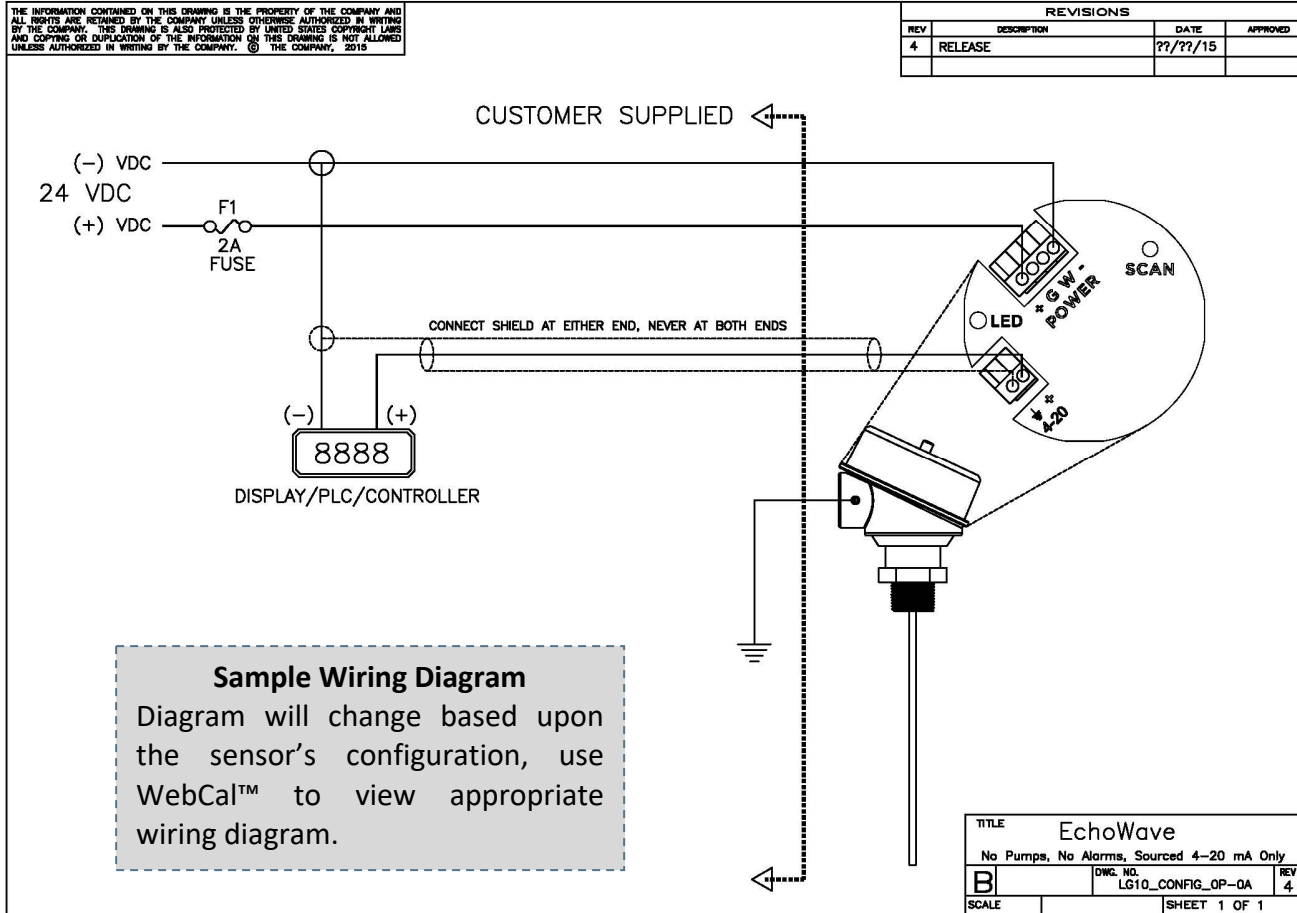 THE INFORMATION CONTAINED ON THIS DRAWING IS THE PROPERTY OF THE COMPANY AND
ALL RIGHTS ARE RETAINED BY THE COMPANY UNLESS OTHERWISE AUTHORIZED IN WRITING
BY THE COMPANY. THIS DRAWING IS ALSO PROTECTED BY UNITED STATES COPYRIGHT LAWS
AND COPYING OR DUPLICATION OF THE INFORMATION ON THIS DRAWING IS NOT ALLOWED
UNLESS AUTHORIZED IN WRITING BY THE COMPANY. © THE COMPANY, 2015
REVISIONS
REV DESCRIPTION DATE APPROVED
4 RELEASE ??/??/15
CUSTOMER SUPPLIED
(-) VDC
24 VDC
(+) VDC
F1
2A
FUSE
SCAN
+ G W -
POWER
LED
CONNECT SHIELD AT EITHER END, NEVER AT BOTH ENDS
+
4-20
(-) (+)
8888
DISPLAY/PLC/CONTROLLER
Sample Wiring Diagram
Diagram will change based upon
the sensor's configuration, use
WebCal™ to view appropriate
wiring diagram.
TITLE EchoWave
No Pumps, No Alarms, Sourced 4-20 mA Only
B DWG. NO. LG10_CONFIG_0P-0A REV 4
SCALE SHEET 1 OF 1